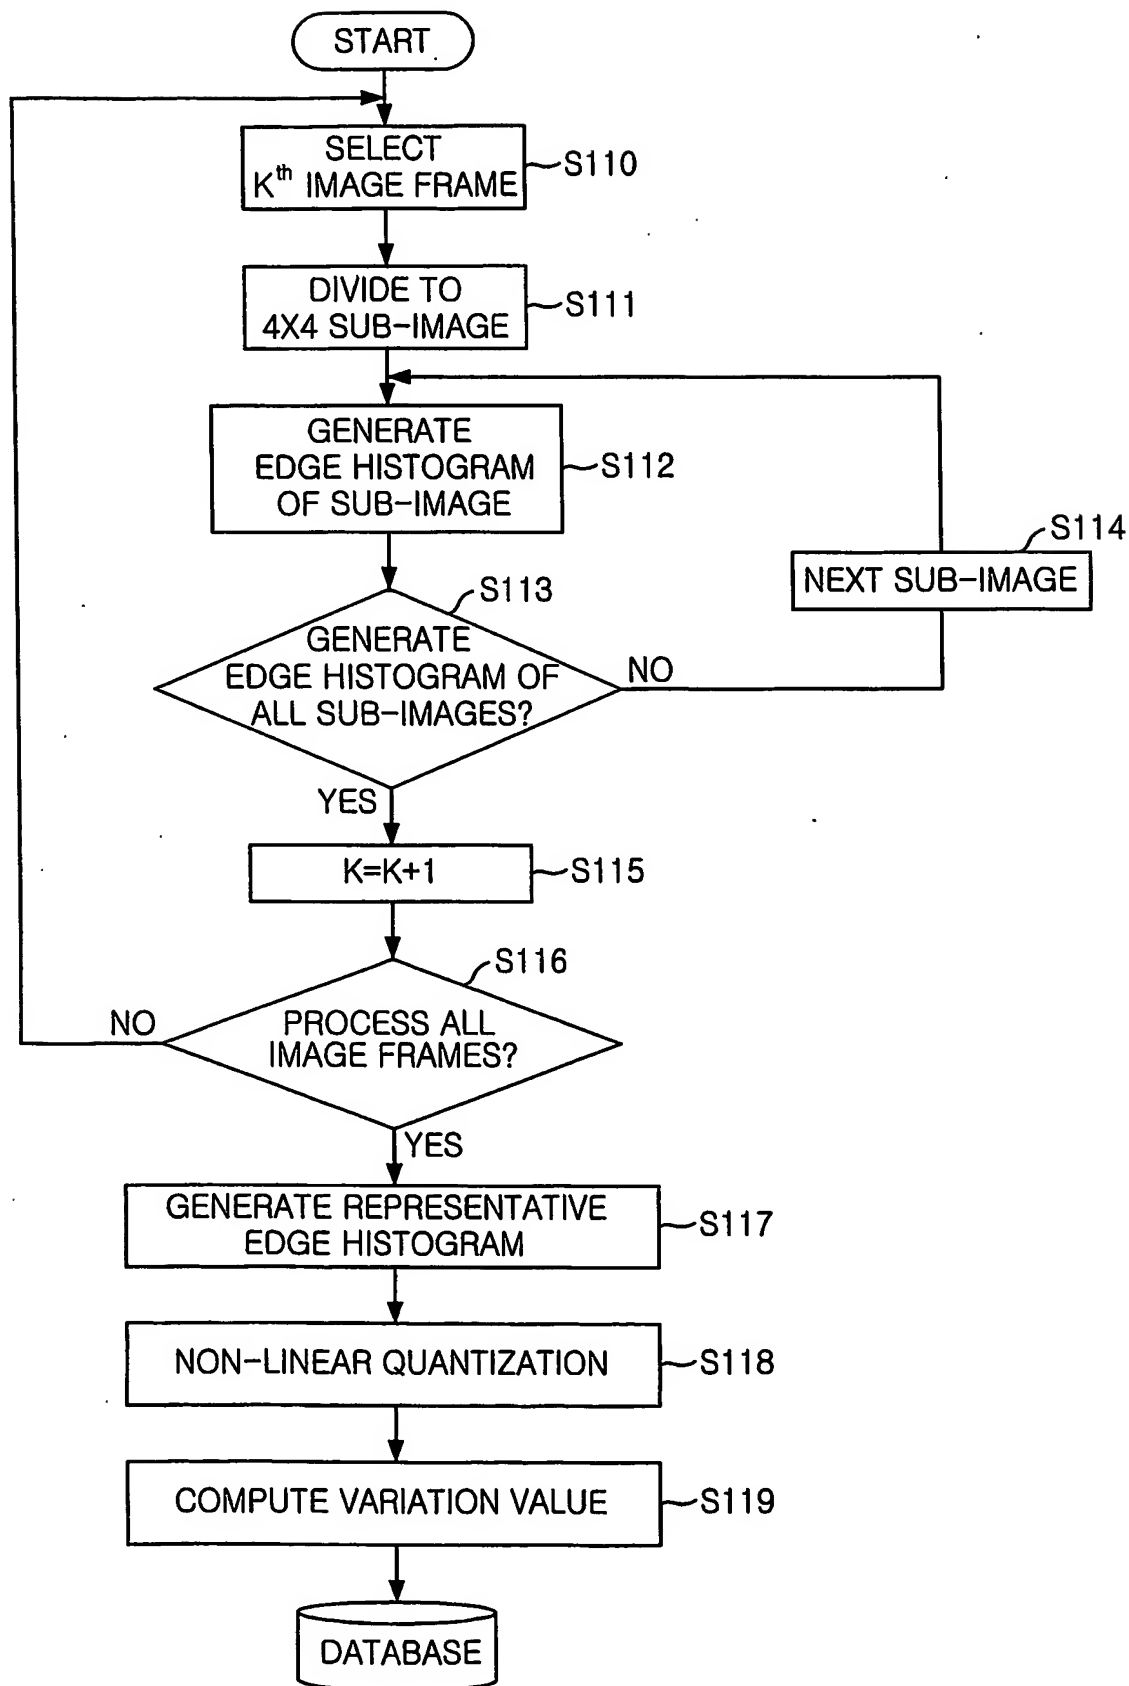 START
SELECT
Kth IMAGE FRAME
S110
DIVIDE TO
4X4 SUB-IMAGE
S111
GENERATE
EDGE HISTOGRAM
OF SUB-IMAGE
S112
S114
NEXT SUB-IMAGE
S113
GENERATE
EDGE HISTOGRAM OF
ALL SUB-IMAGES?
NO
YES
K=K+1
S115
S116
PROCESS ALL
IMAGE FRAMES?
NO
YES
GENERATE REPRESENTATIVE
EDGE HISTOGRAM
S117
NON-LINEAR QUANTIZATION
S118
COMPUTE VARIATION VALUE
S119
DATABASE